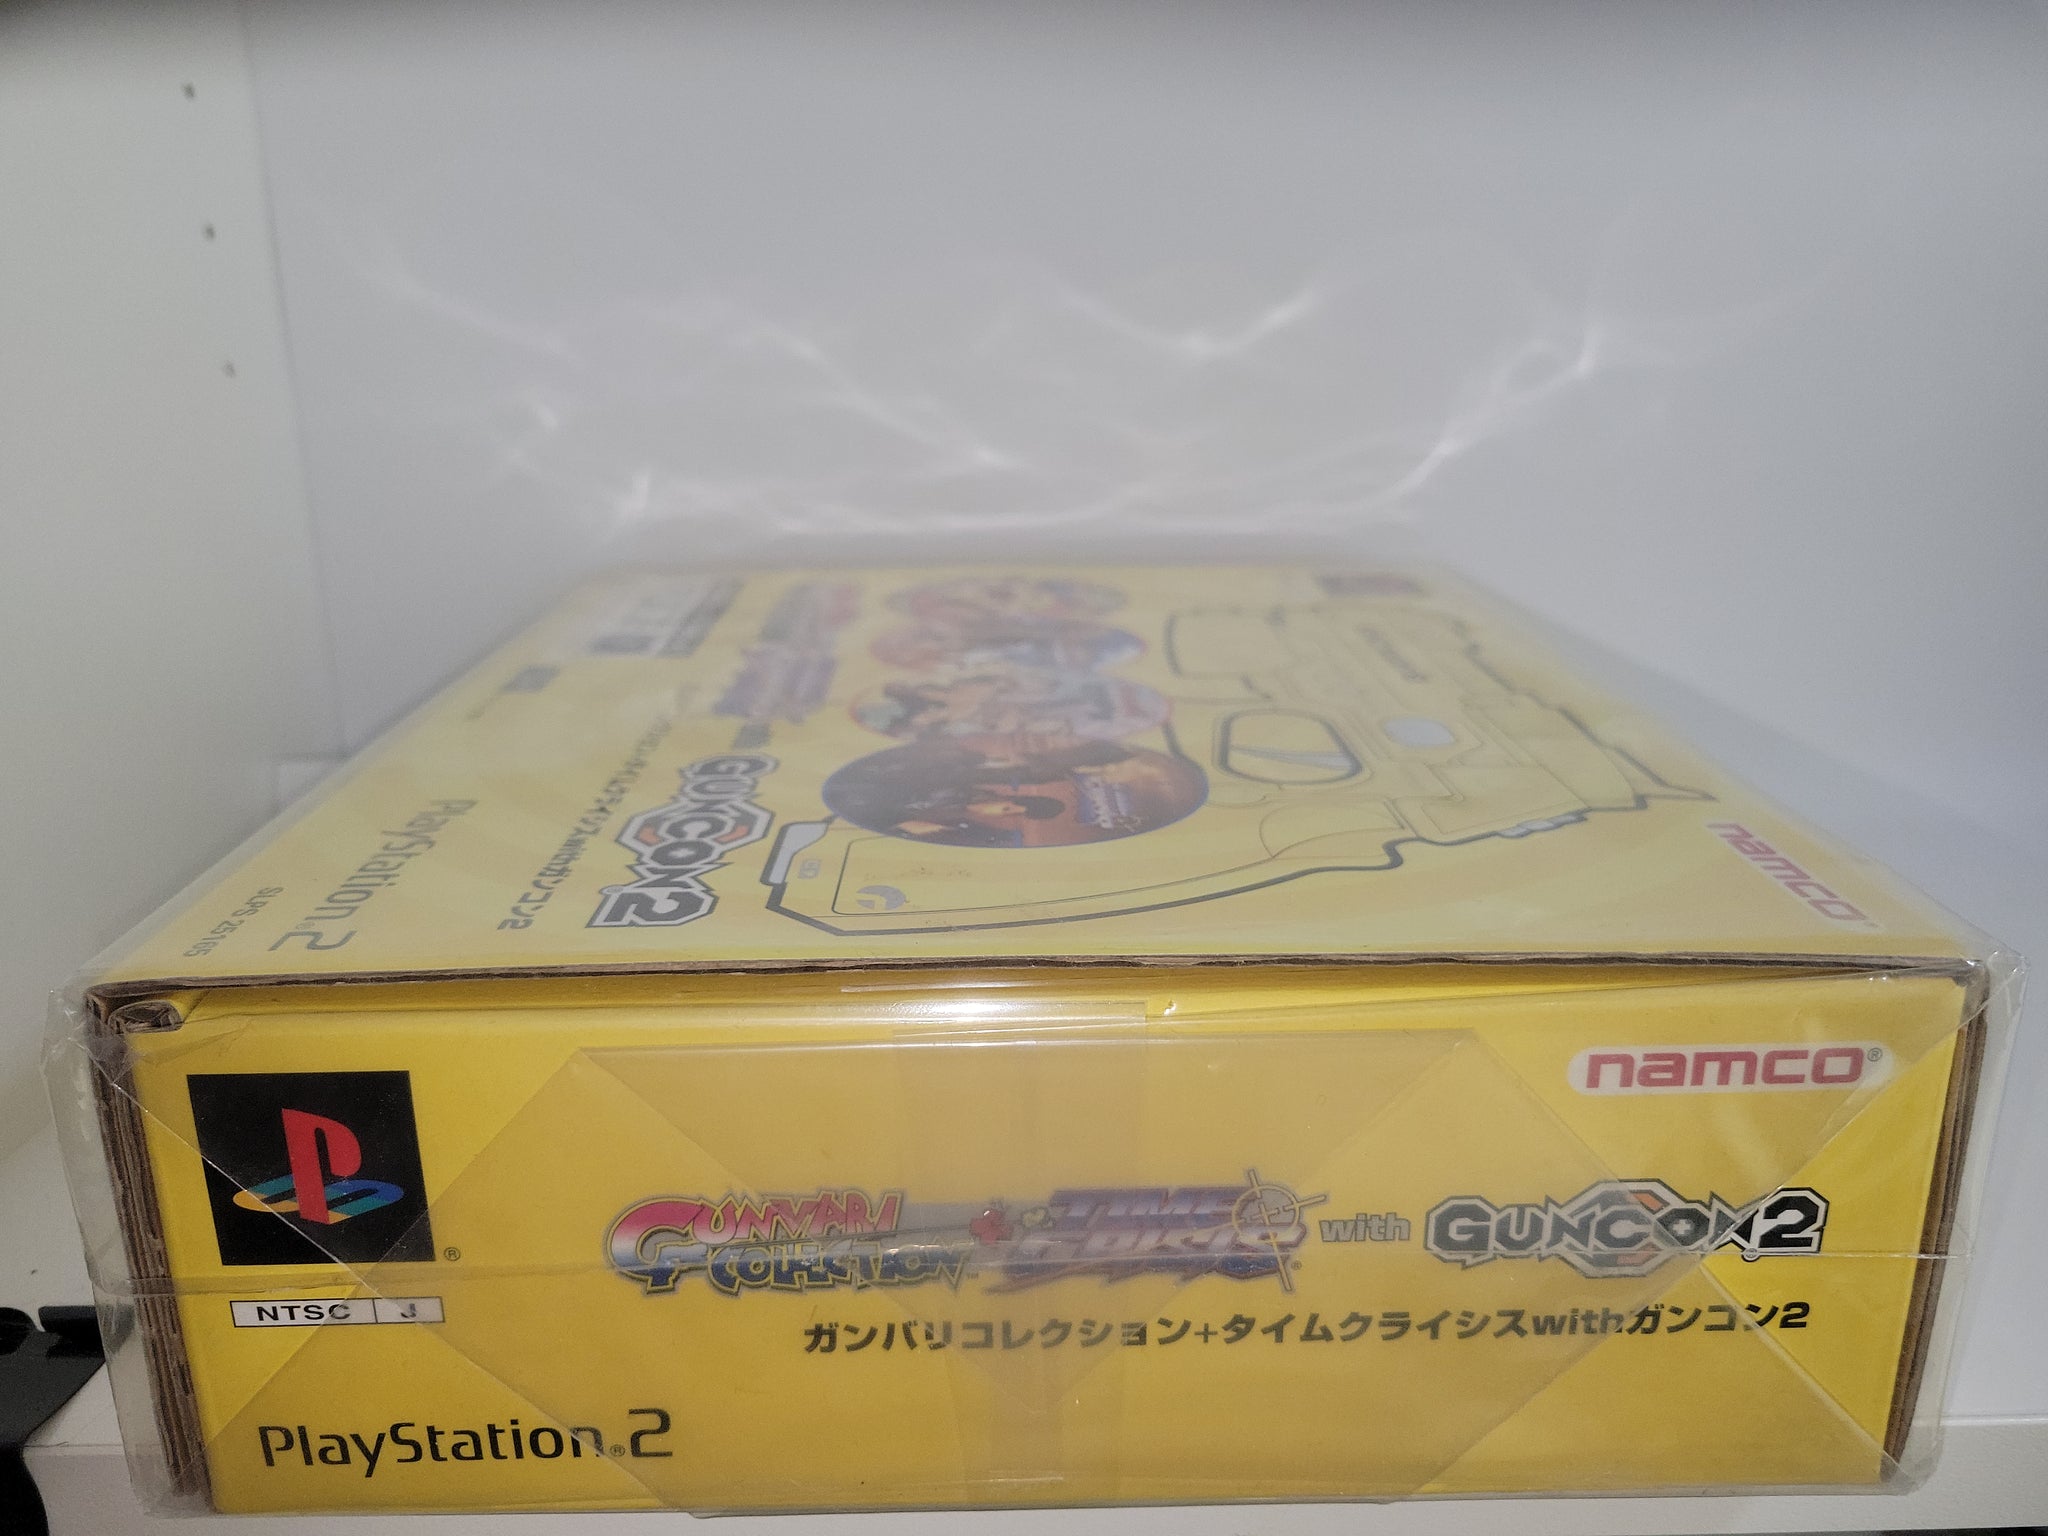 GUNCON2
PlayStation®2
SLPS 25165
namco
namco®
GUNVARI COLLECTION™ + TIME CRISIS® with GUNCON2
ガンバリコレクション+タイムクライシスwithガンコン2
NTSC J
PlayStation®2